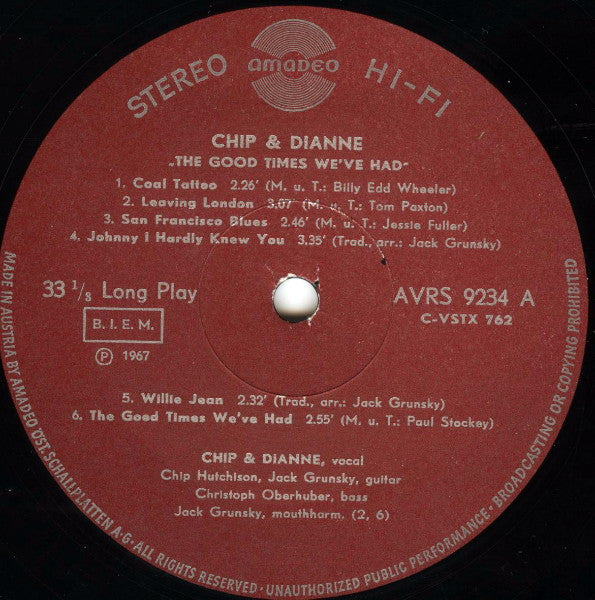 STEREO amadeo HI-FI
CHIP & DIANNE
„THE GOOD TIMES WE'VE HAD"
1. Coal Tattoo 2.26' (M. u. T.: Billy Edd Wheeler)
2. Leaving London 3.07' (M. u. T.: Tom Paxton)
3. San Francisco Blues 2.46' (M. u. T.: Jessie Fuller)
4. Johnny I Hardly Knew You 3.35' (Trad., arr.: Jack Grunsky)
33 1/3 Long Play
AVRS 9234 A
C-VSTX 762
B.I.E.M.
Ⓟ 1967
5. Willie Jean 2.32' (Trad., arr.: Jack Grunsky)
6. The Good Times We've Had 2.55' (M. u. T.: Paul Stockey)
CHIP & DIANNE, vocal
Chip Hutchison, Jack Grunsky, guitar
Christoph Oberhuber, bass
Jack Grunsky, mouthharm. (2, 6)
MADE IN AUSTRIA BY AMADEO ÖST. SCHALLPLATTEN A·G·ALL RIGHTS RESERVED·UNAUTHORIZED PUBLIC PERFORMANCE·BROADCASTING OR COPYING PROHIBITED